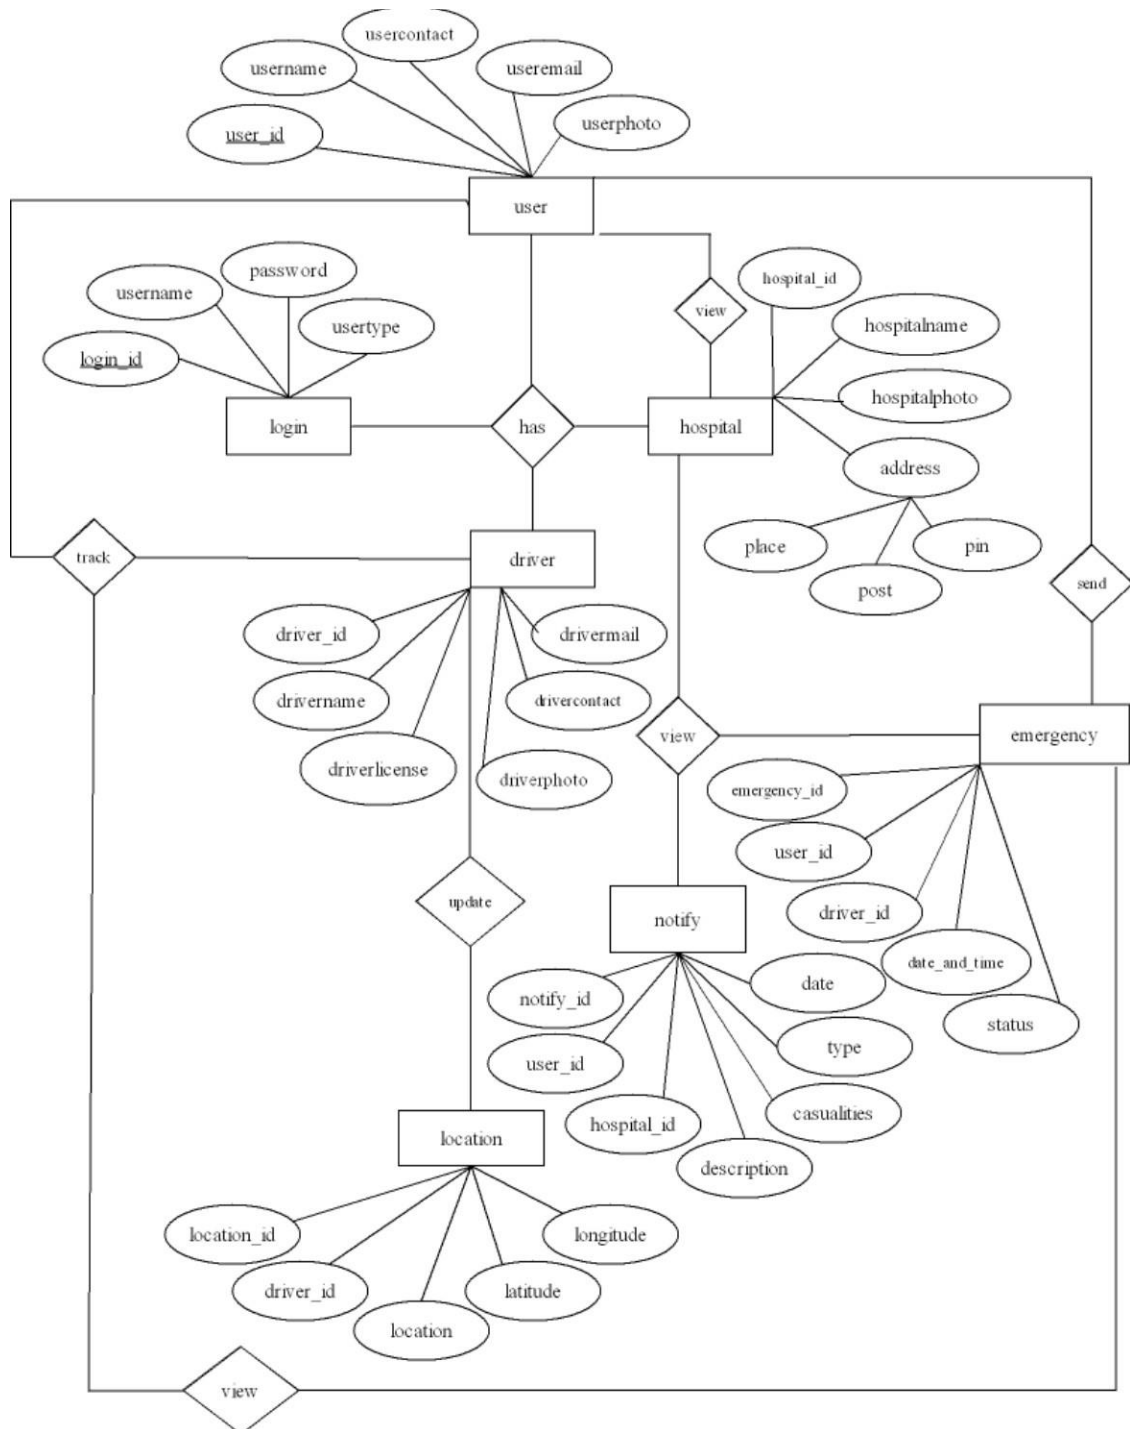 usercontact
username
useremail
userphoto
user_id
user
password
hospital_id
username
view
usertype
hospitalname
login_id
hospitalphoto
login
has
hospital
address
place
pin
track
driver
post
send
driver_id
drivermail
drivername
drivercontact
view
emergency
driverlicense
driverphoto
emergency_id
user_id
update
driver_id
notify
date_and_time
notify_id
date
status
user_id
type
hospital_id
casualities
location
description
location_id
longitude
driver_id
latitude
location
view